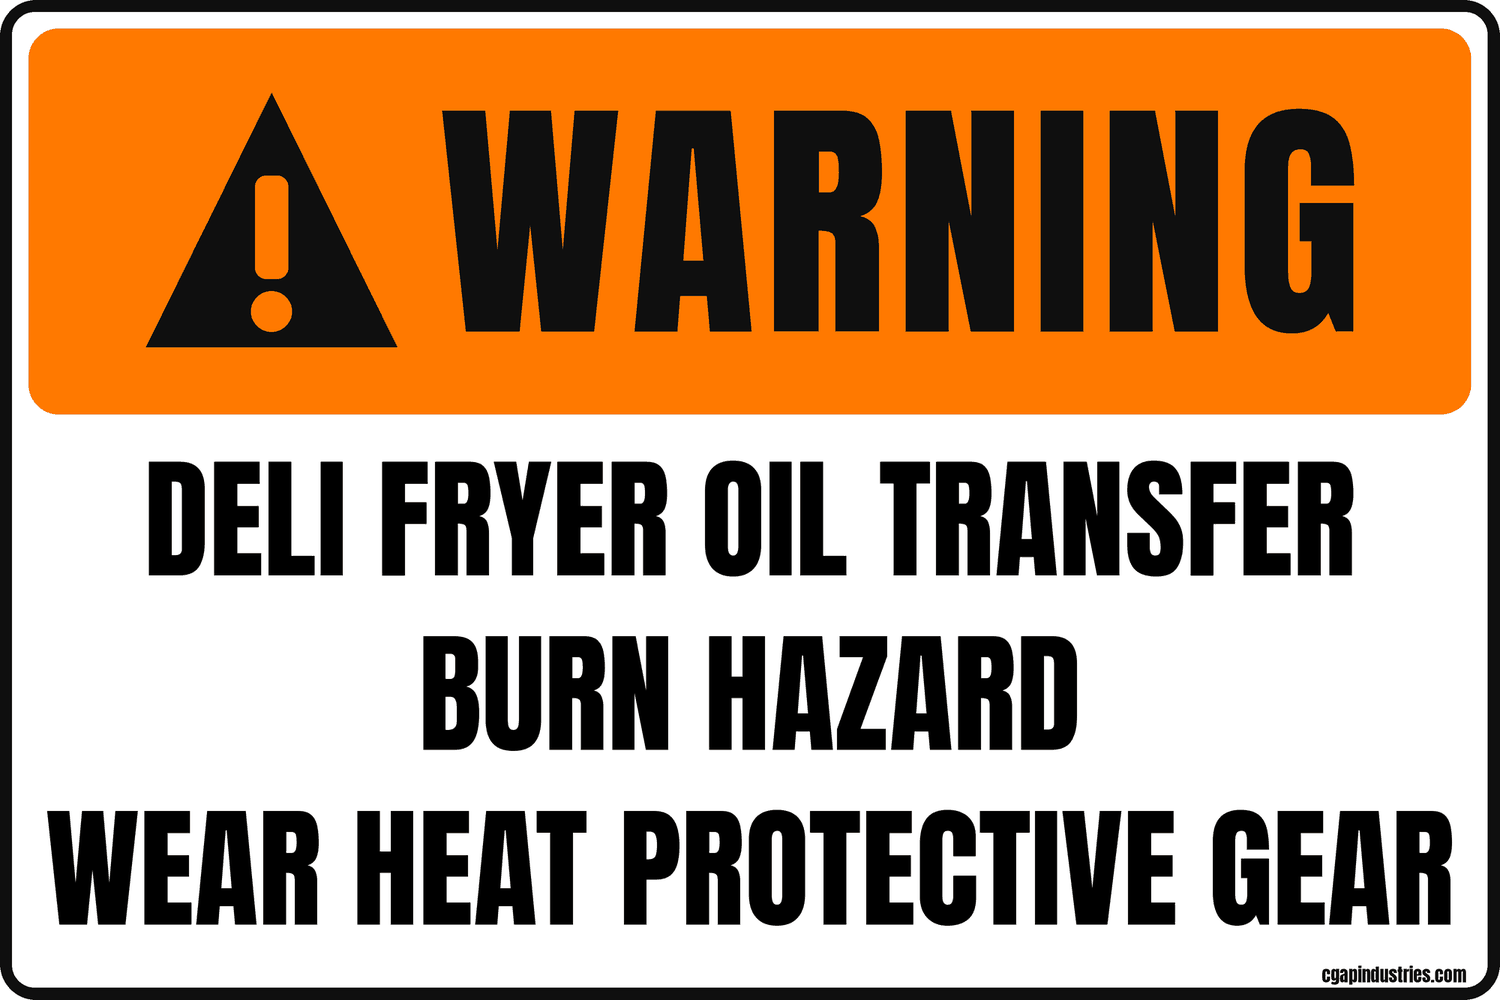 WARNING
DELI FRYER OIL TRANSFER
BURN HAZARD
WEAR HEAT PROTECTIVE GEAR
cgapindustries.com